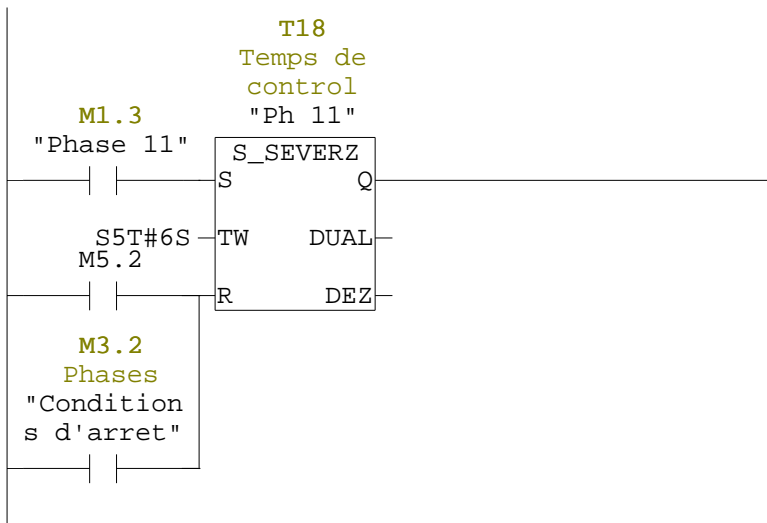 T18
Temps de
control
"Ph 11"
M1.3
"Phase 11"
S_SEVERZ
S Q
S5T#6S TW DUAL
M5.2
R DEZ
M3.2
Phases
"Condition
s d'arret"